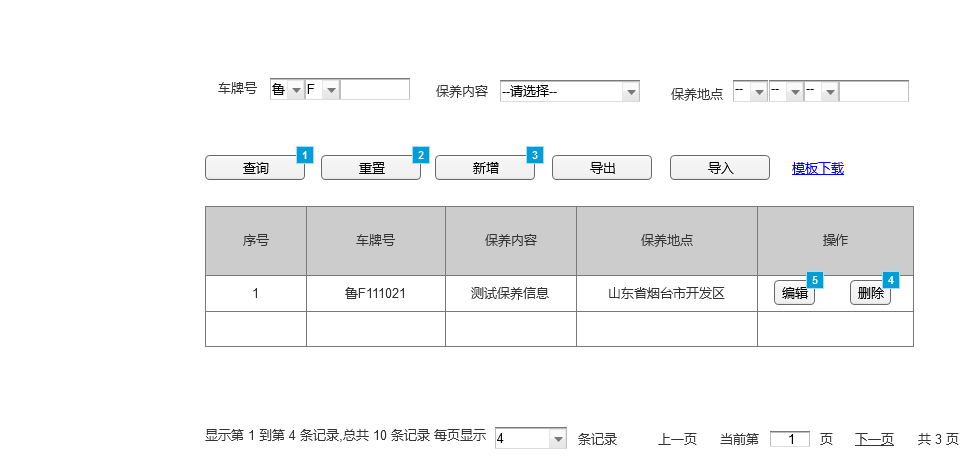 车牌号 鲁 F 保养内容 --请选择-- 保养地点 -- -- --
查询 1 重置 2 新增 3 导出 导入 模板下载
序号 车牌号 保养内容 保养地点 操作
1 鲁F111021 测试保养信息 山东省烟台市开发区 编辑 5 删除 4
显示第 1 到第 4 条记录,总共 10 条记录 每页显示 4 条记录 上一页 当前第 1 页 下一页 共 3 页